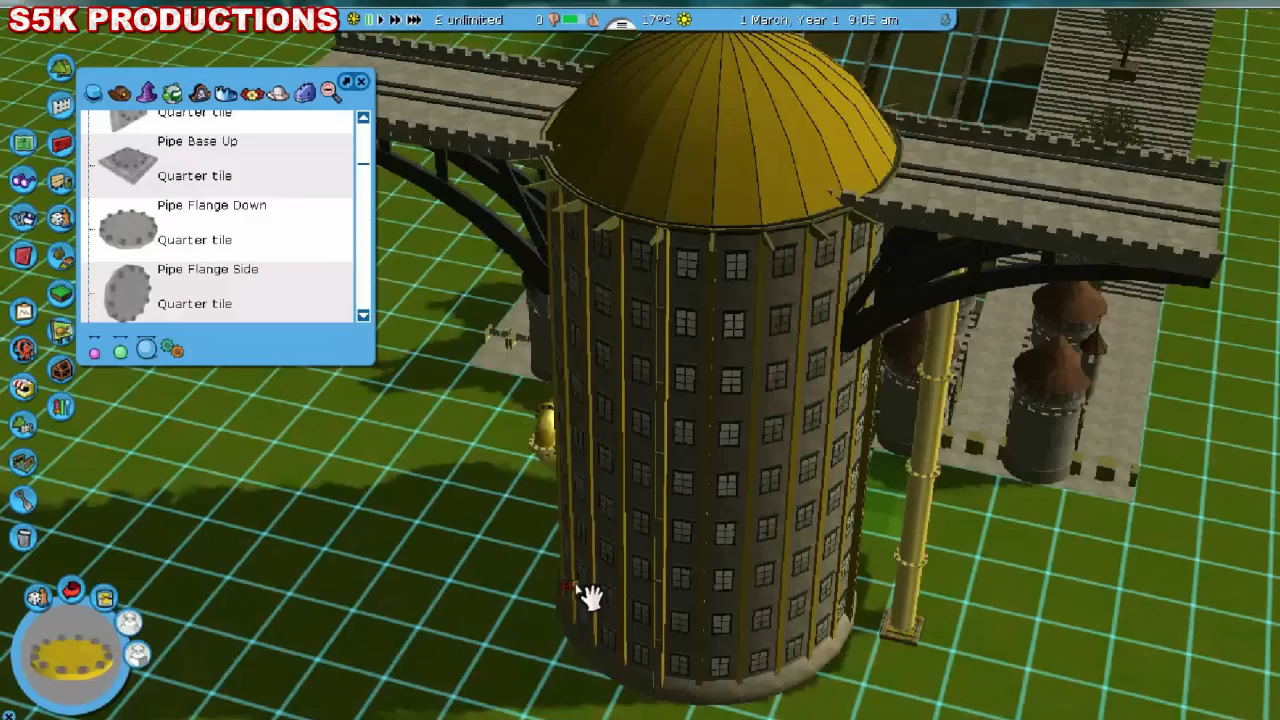 S5K PRODUCTIONS
£ unlimited 0 17°C 1 March, Year 1 9:05 am
Quarter tile
Pipe Base Up
Quarter tile
Pipe Flange Down
Quarter tile
Pipe Flange Side
Quarter tile